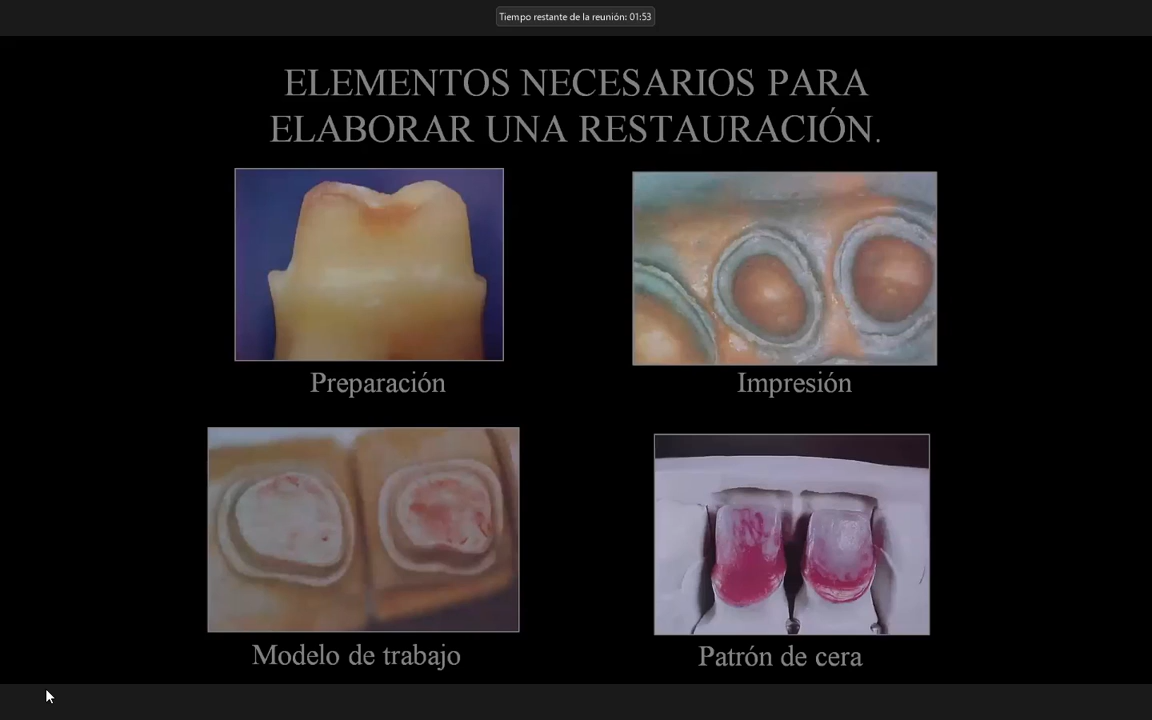 Tiempo restante de la reunión: 01:53
ELEMENTOS NECESARIOS PARA
ELABORAR UNA RESTAURACIÓN.
Preparación
Impresión
Modelo de trabajo
Patrón de cera